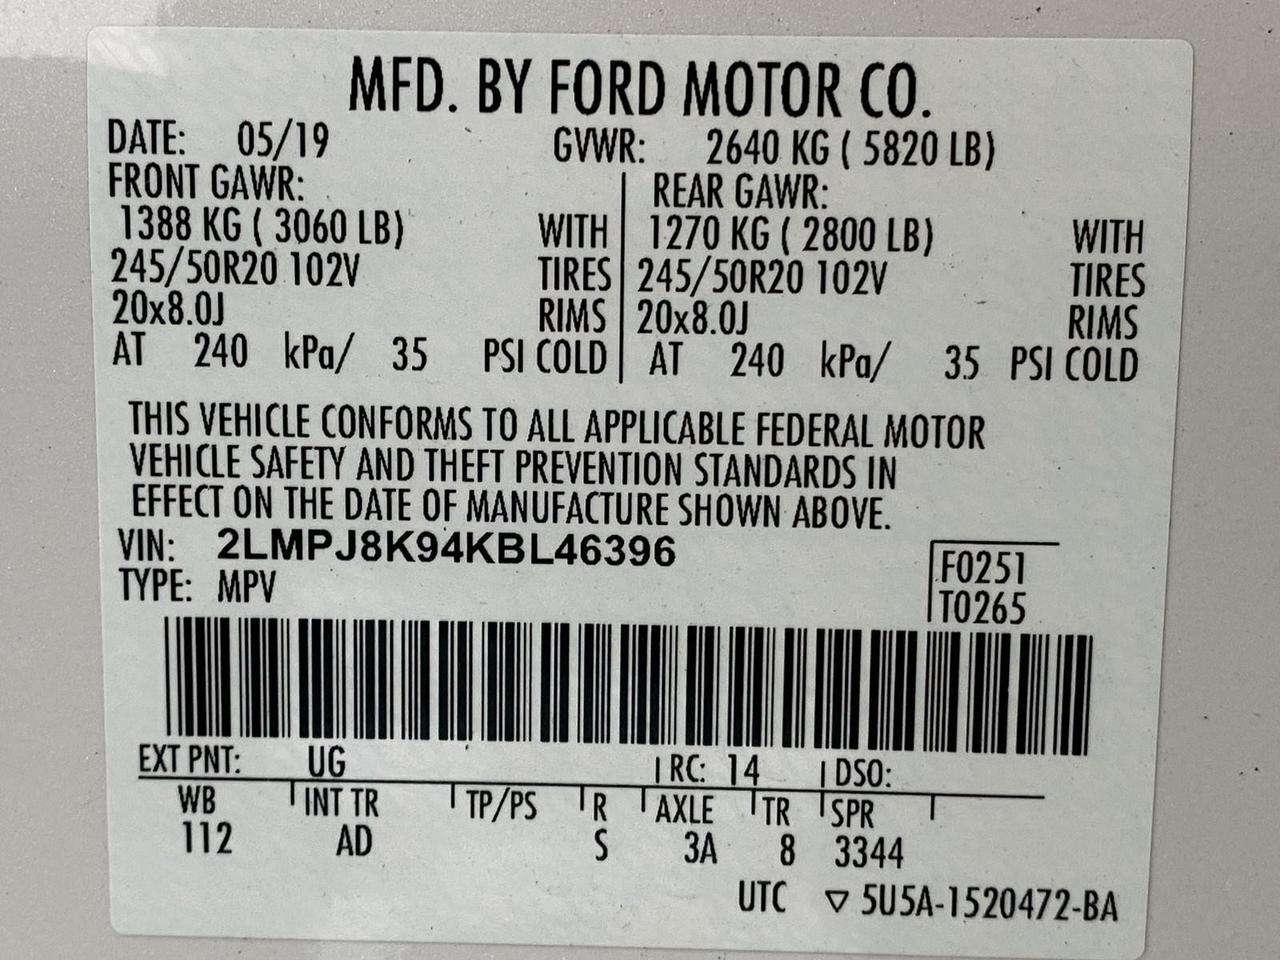 MFD. BY FORD MOTOR CO.
DATE: 05/19 GVWR: 2640 KG ( 5820 LB)
FRONT GAWR: REAR GAWR:
1388 KG ( 3060 LB) WITH 1270 KG ( 2800 LB) WITH
245/50R20 102V TIRES 245/50R20 102V TIRES
20x8.0J RIMS 20x8.0J RIMS
AT 240 kPa/ 35 PSI COLD AT 240 kPa/ 35 PSI COLD
THIS VEHICLE CONFORMS TO ALL APPLICABLE FEDERAL MOTOR
VEHICLE SAFETY AND THEFT PREVENTION STANDARDS IN
EFFECT ON THE DATE OF MANUFACTURE SHOWN ABOVE.
VIN: 2LMPJ8K94KBL46396 F0251
TYPE: MPV T0265
EXT PNT: UG RC: 14 DSO:
WB INT TR TP/PS R AXLE TR SPR
112 AD S 3A 8 3344
UTC ▽ 5U5A-1520472-BA